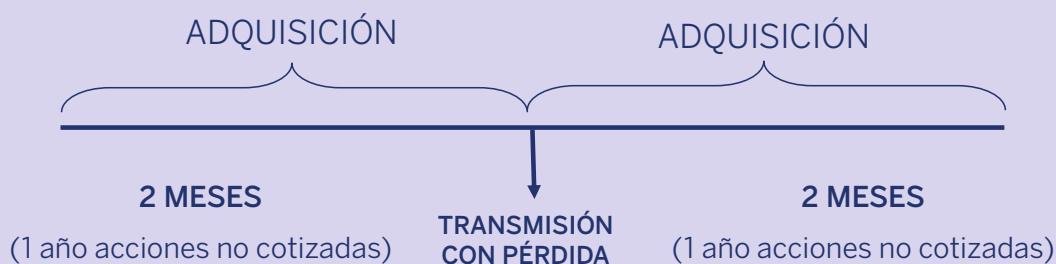 ADQUISICIÓN
ADQUISICIÓN
2 MESES
(1 año acciones no cotizadas)
TRANSMISIÓN
CON PÉRDIDA
2 MESES
(1 año acciones no cotizadas)